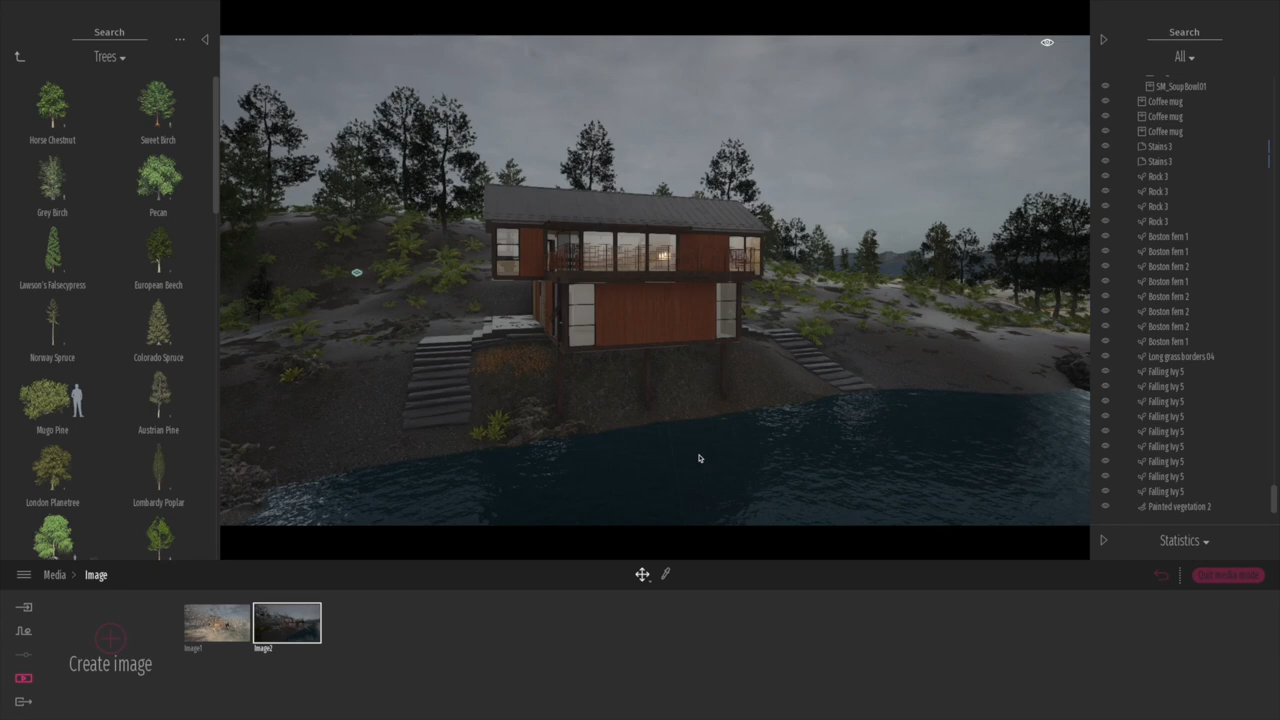 Search
Trees
Horse Chestnut
Sweet Birch
Grey Birch
Pecan
Lawson's Falsecypress
European Beech
Norway Spruce
Colorado Spruce
Mugo Pine
Austrian Pine
London Planetree
Lombardy Poplar
Search
All
SM_SoupBowl01
Coffee mug
Coffee mug
Coffee mug
Stains 3
Stains 3
Rock 3
Rock 3
Rock 3
Rock 3
Boston fern 1
Boston fern 1
Boston fern 2
Boston fern 1
Boston fern 2
Boston fern 2
Boston fern 2
Boston fern 1
Long grass borders 04
Falling Ivy 5
Falling Ivy 5
Falling Ivy 5
Falling Ivy 5
Falling Ivy 5
Falling Ivy 5
Falling Ivy 5
Falling Ivy 5
Falling Ivy 5
Painted vegetation 2
Statistics
Media > Image
Quit media mode
Create image
Image1
Image2